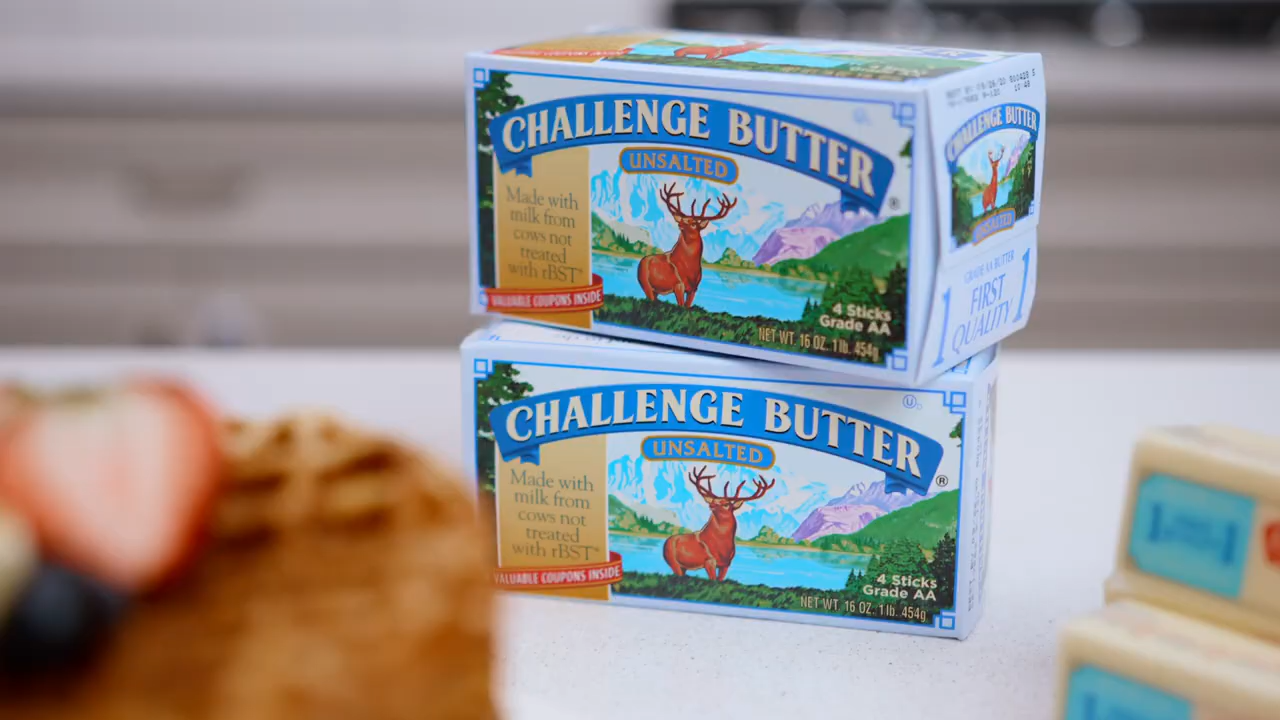 CHALLENGE BUTTER
UNSALTED
Made with
milk from
cows not
treated
with rBST*
VALUABLE COUPONS INSIDE
4 Sticks
Grade AA
NET WT. 16 OZ. 1 lb. 454g
®
CHALLENGE BUTTER
UNSALTED
GRADE AA BUTTER
1 FIRST QUALITY 1
CHALLENGE BUTTER
UNSALTED
Made with
milk from
cows not
treated
with rBST*
VALUABLE COUPONS INSIDE
4 Sticks
Grade AA
NET WT. 16 OZ. 1 lb. 454g
®